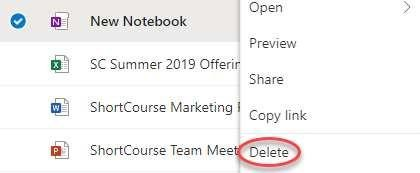 New Notebook
SC Summer 2019 Offerin
ShortCourse Marketing
ShortCourse Team Meet
Open
Preview
Share
Copy link
Delete